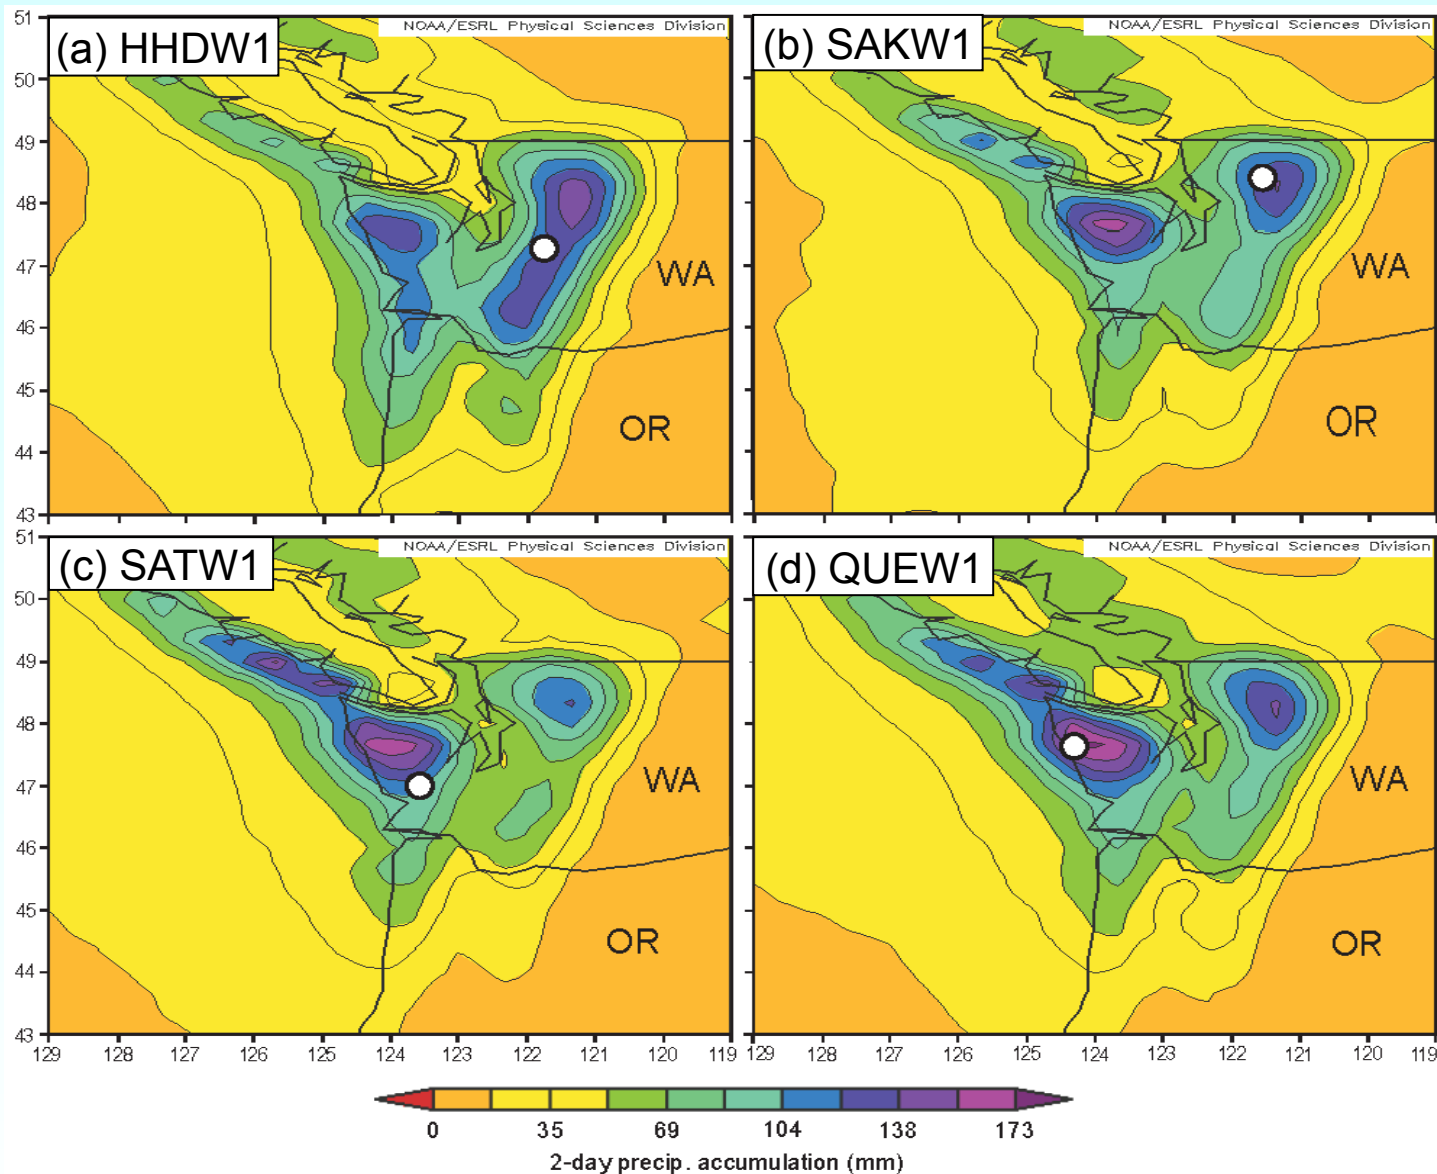 (a) HHDW1
NOAA/ESRL Physical Sciences Division
(b) SAKW1
NOAA/ESRL Physical Sciences Division
51
50
49
48
47
46
45
44
43
WA
OR
WA
OR
(c) SATW1
NOAA/ESRL Physical Sciences Division
(d) QUEW1
NOAA/ESRL Physical Sciences Division
51
50
49
48
47
46
45
44
43
WA
OR
WA
OR
129 128 127 126 125 124 123 122 121 120 119
129 128 127 126 125 124 123 122 121 120 119
0 35 69 104 138 173
2-day precip. accumulation (mm)